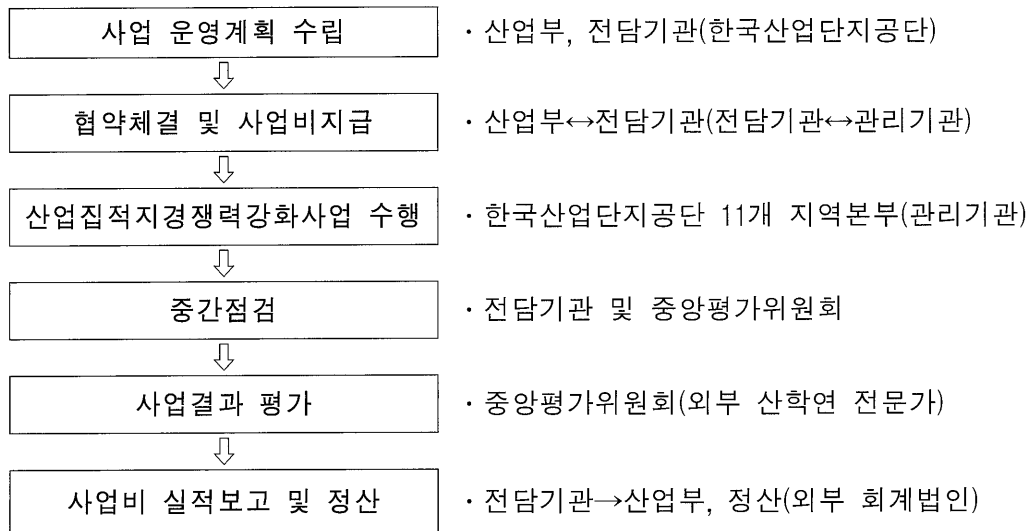 사업 운영계획 수립 · 산업부, 전담기관(한국산업단지공단)
⇩
협약체결 및 사업비지급 · 산업부↔전담기관(전담기관↔관리기관)
⇩
산업집적지경쟁력강화사업 수행 · 한국산업단지공단 11개 지역본부(관리기관)
⇩
중간점검 · 전담기관 및 중앙평가위원회
⇩
사업결과 평가 · 중앙평가위원회(외부 산학연 전문가)
⇩
사업비 실적보고 및 정산 · 전담기관→산업부, 정산(외부 회계법인)